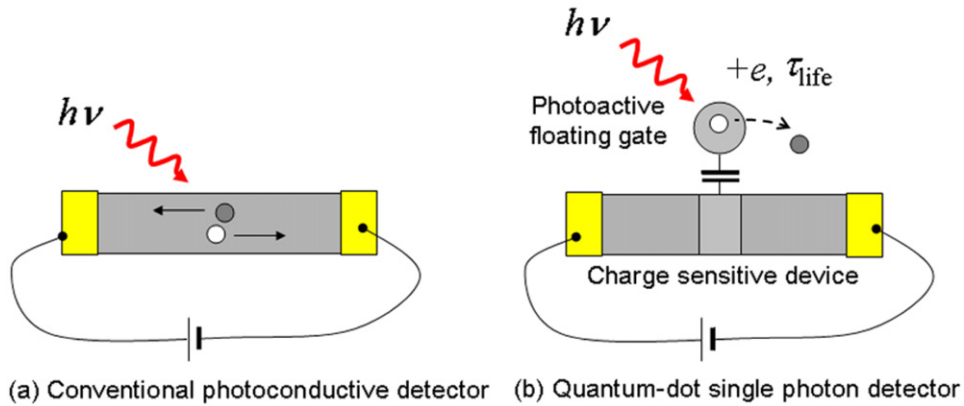 hν
hν
+e, τlife
Photoactive
floating gate
Charge sensitive device
(a) Conventional photoconductive detector
(b) Quantum-dot single photon detector